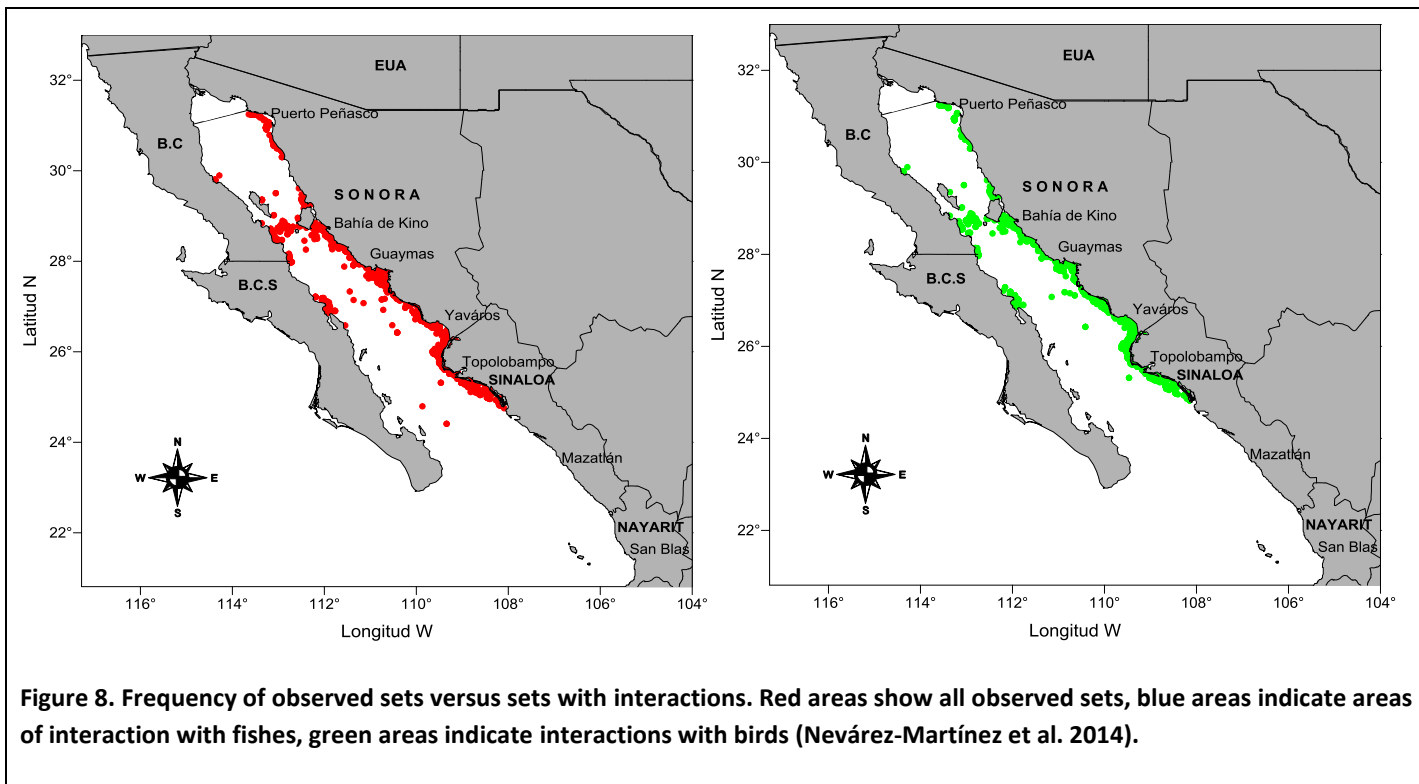 EUA
32°
Puerto Peñasco
B.C
30°
SONORA
Bahía de Kino
Guaymas
28°
B.C.S
Yaváros
26°
Topolobampo
SINALOA
24°
N
W
E
S
Mazatlán
22°
NAYARIT
San Blas
116°
114°
112°
110°
108°
106°
104°
Latitud N
Longitud W
EUA
32°
Puerto Peñasco
B.C
30°
SONORA
Bahía de Kino
Guaymas
28°
B.C.S
Yaváros
26°
Topolobampo
SINALOA
24°
N
W
E
S
Mazatlán
22°
NAYARIT
San Blas
116°
114°
112°
110°
108°
106°
104°
Latitud N
Longitud W
Figure 8. Frequency of observed sets versus sets with interactions. Red areas show all observed sets, blue areas indicate areas
of interaction with fishes, green areas indicate interactions with birds (Nevárez-Martínez et al. 2014).